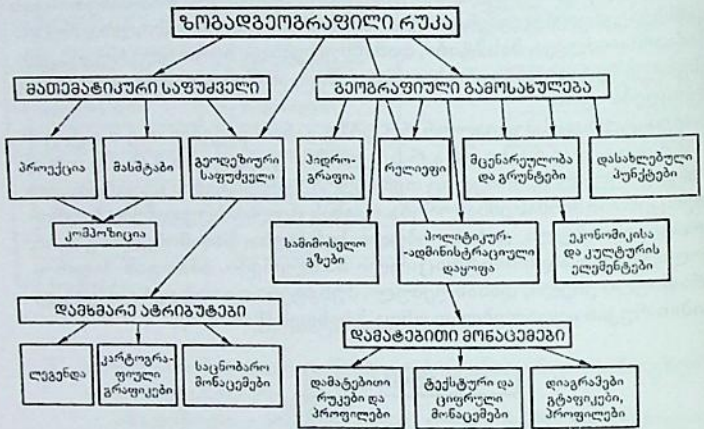 ზოგადგეოგრაფიული რუკა
მათემატიკური საფუძველი
გეოგრაფიული გამოსახულება
პროექცია
მასშტაბი
გეოდეზიური
საფუძველი
ჰიდრო-
გრაფია
რელიეფი
მცენარეულობა
და გრუნტები
დასახლებული
პუნქტები
კომპოზიცია
სამიმოსვლო
გზები
პოლიტიკურ-
-ადმინისტრაციული
დაყოფა
ეკონომიკისა
და კულტურის
ელემენტები
დამხმარე ატრიბუტები
ლეგენდა
კარტოგრა-
ფიული
გრაფიკები
საცნობარო
მონაცემები
დამატებითი მონაცემები
დამატებითი
რუკები და
პროფილები
ტექსტური და
ციფრული
მონაცემები
დიაგრამები
გტაფიკები,
პროფილები